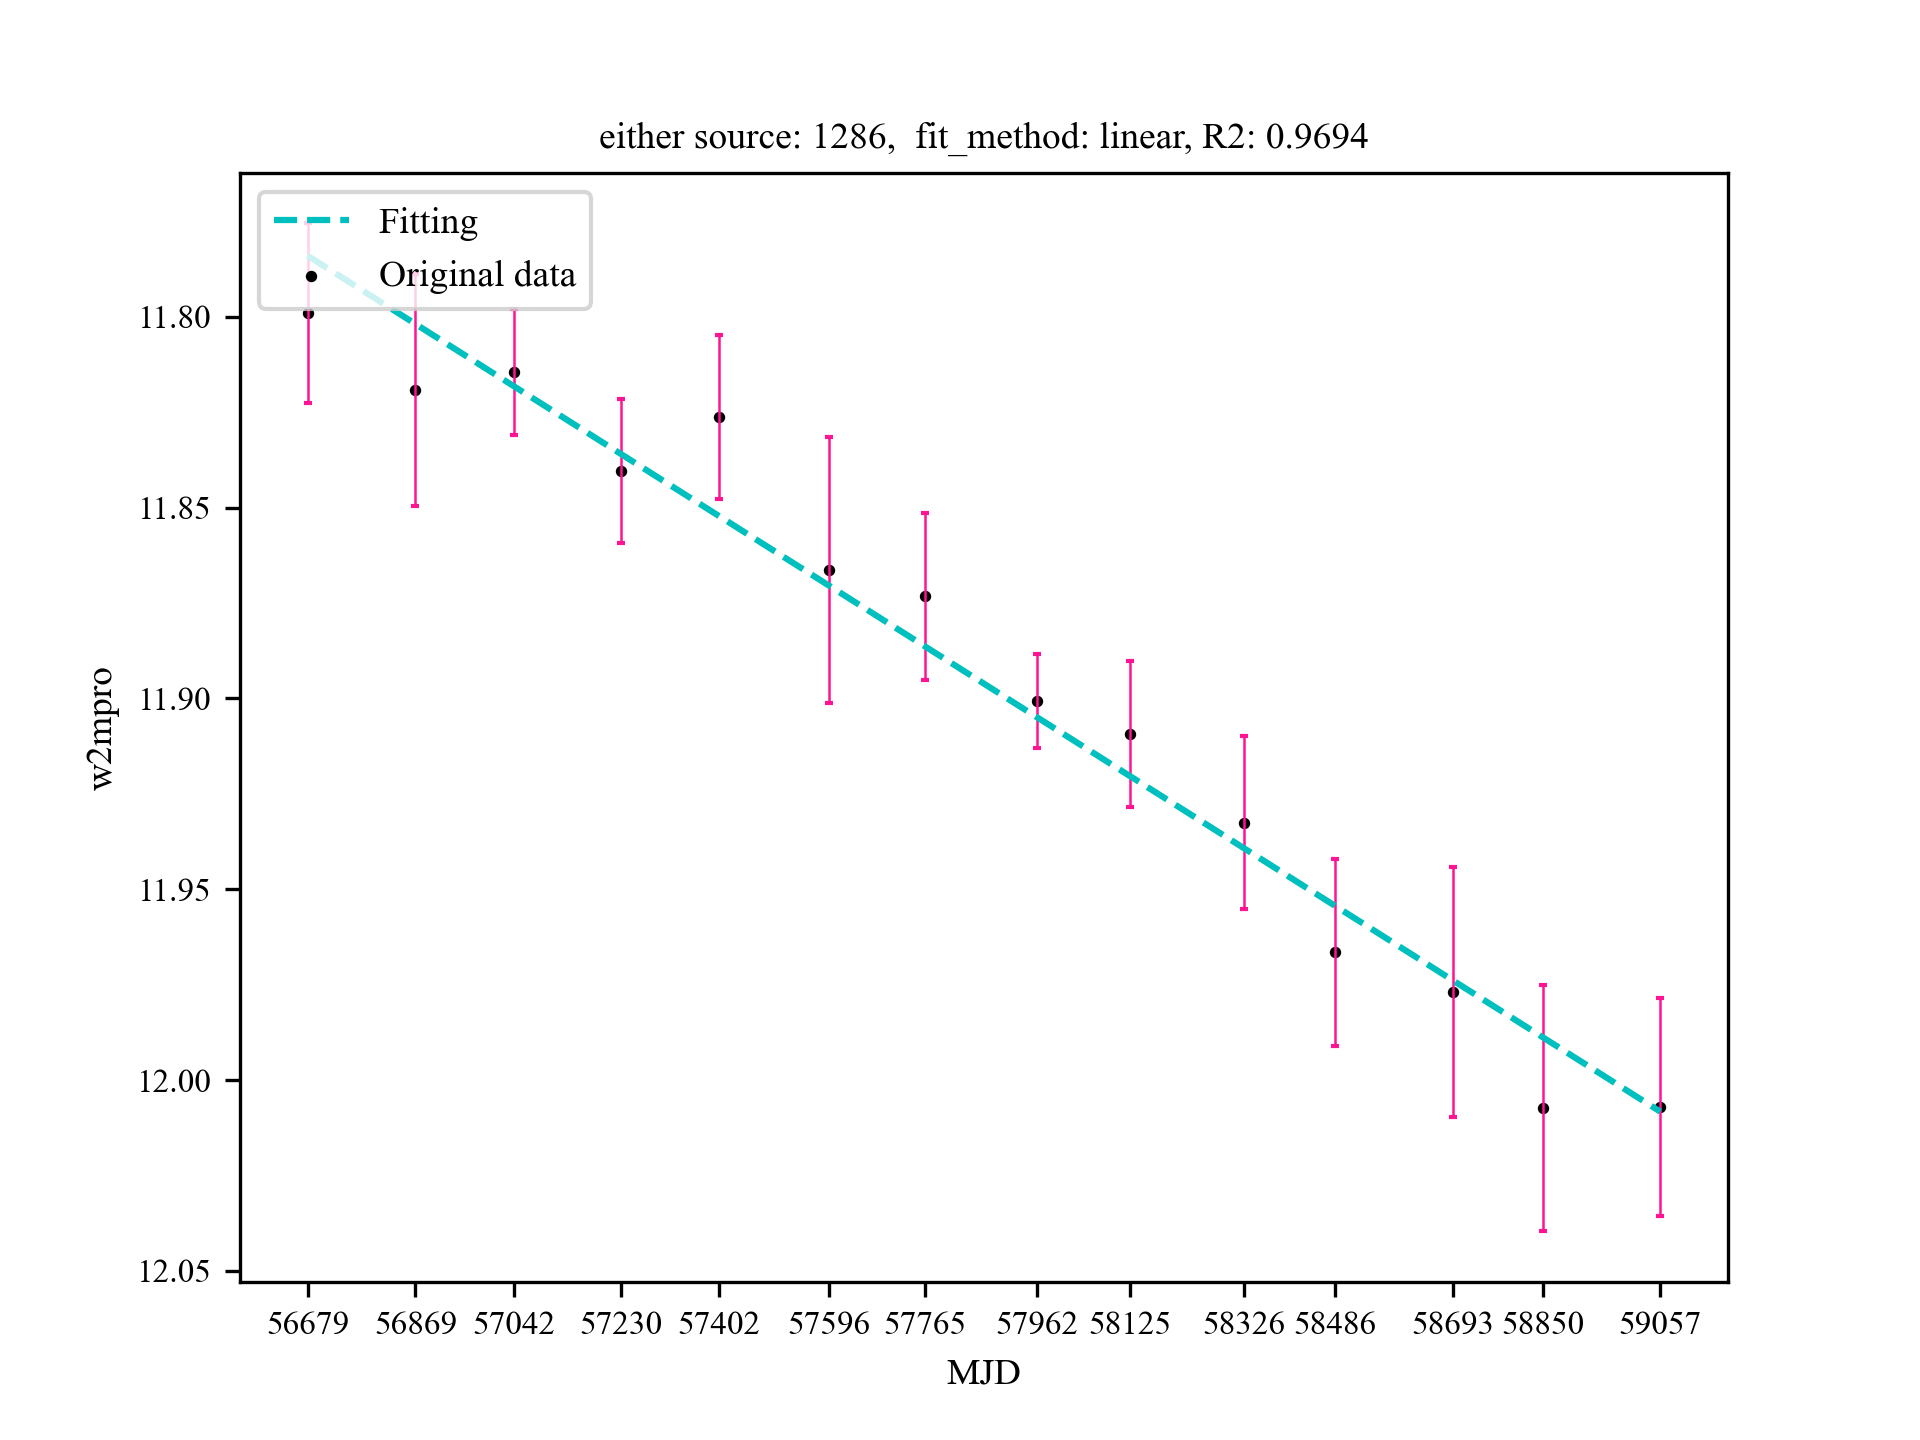 either source: 1286,  fit_method: linear, R2: 0.9694
Fitting
Original data
11.80
11.85
11.90
11.95
12.00
12.05
w2mpro
56679 56869 57042 57230 57402 57596 57765 57962 58125 58326 58486 58693 58850 59057
MJD